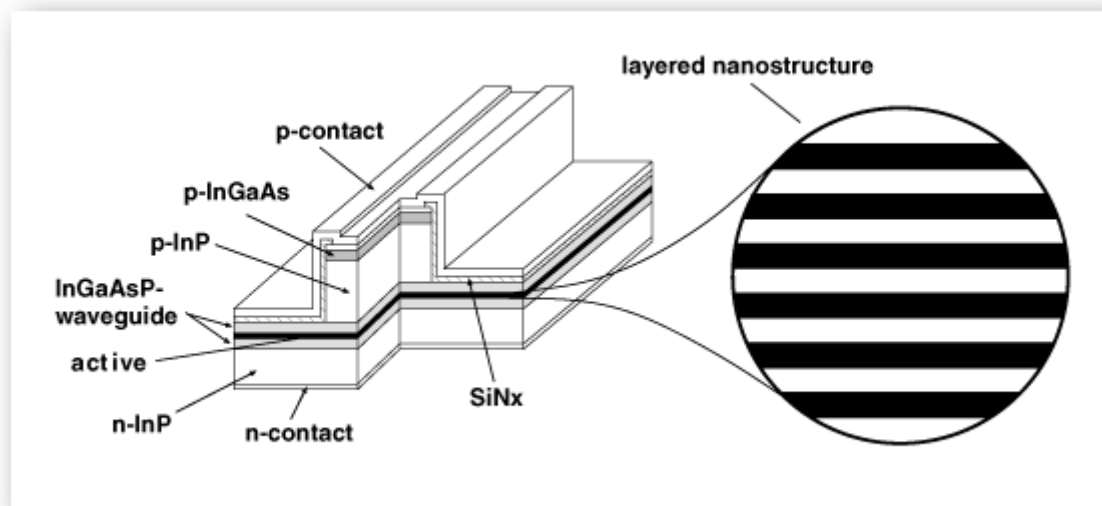 layered nanostructure
p-contact
p-InGaAs
p-InP
InGaAsP-
waveguide
active
n-InP
n-contact
SiNx